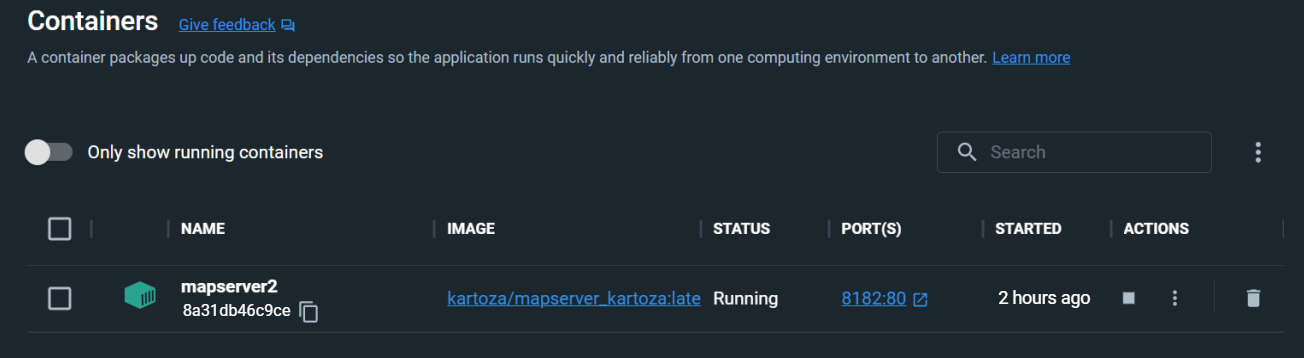 Containers Give feedback
A container packages up code and its dependencies so the application runs quickly and reliably from one computing environment to another. Learn more
Only show running containers Search
NAME IMAGE STATUS PORT(S) STARTED ACTIONS
mapserver2
8a31db46c9ce kartoza/mapserver_kartoza:late Running 8182:80 2 hours ago